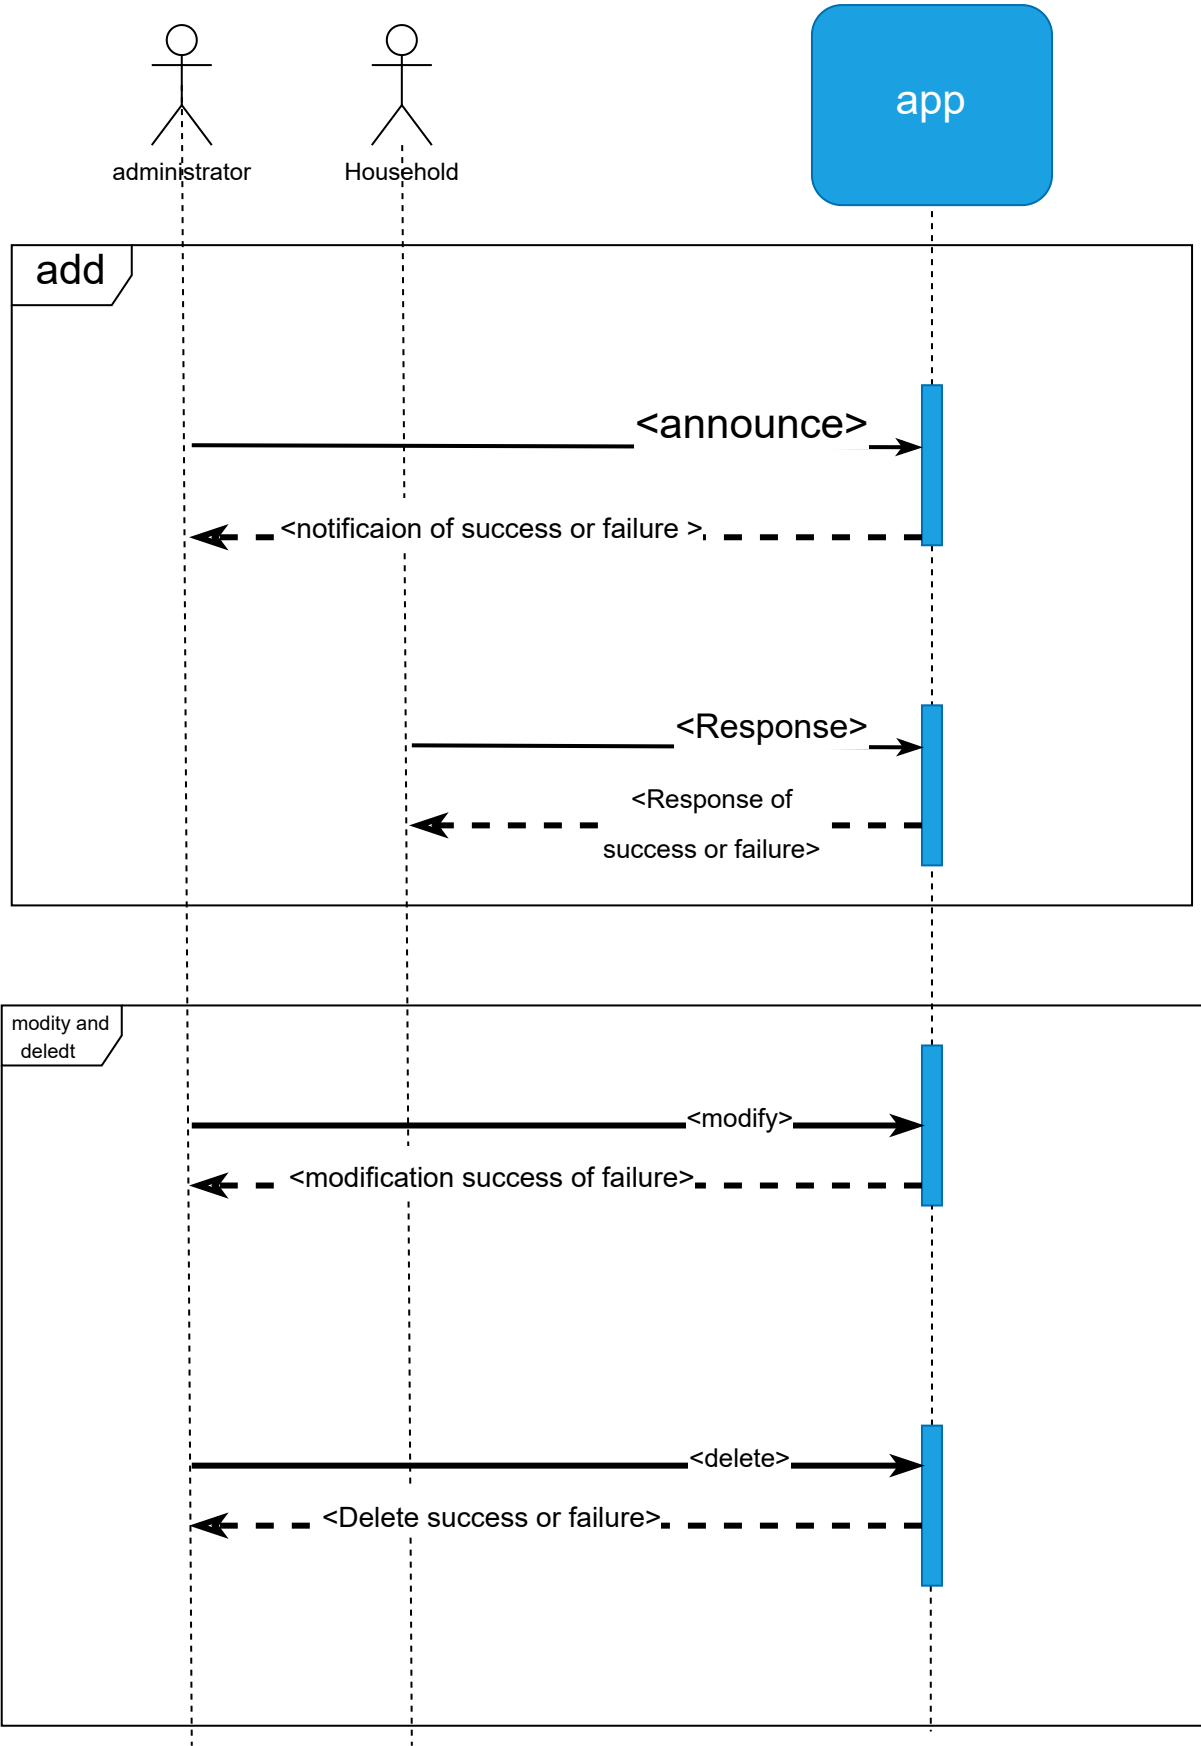 administrator
Household
app
add
<announce>
<notificaion of success or failure >
<Response>
<Response of
success or failure>
modity and
deledt
<modify>
<modification success of failure>
<delete>
<Delete success or failure>